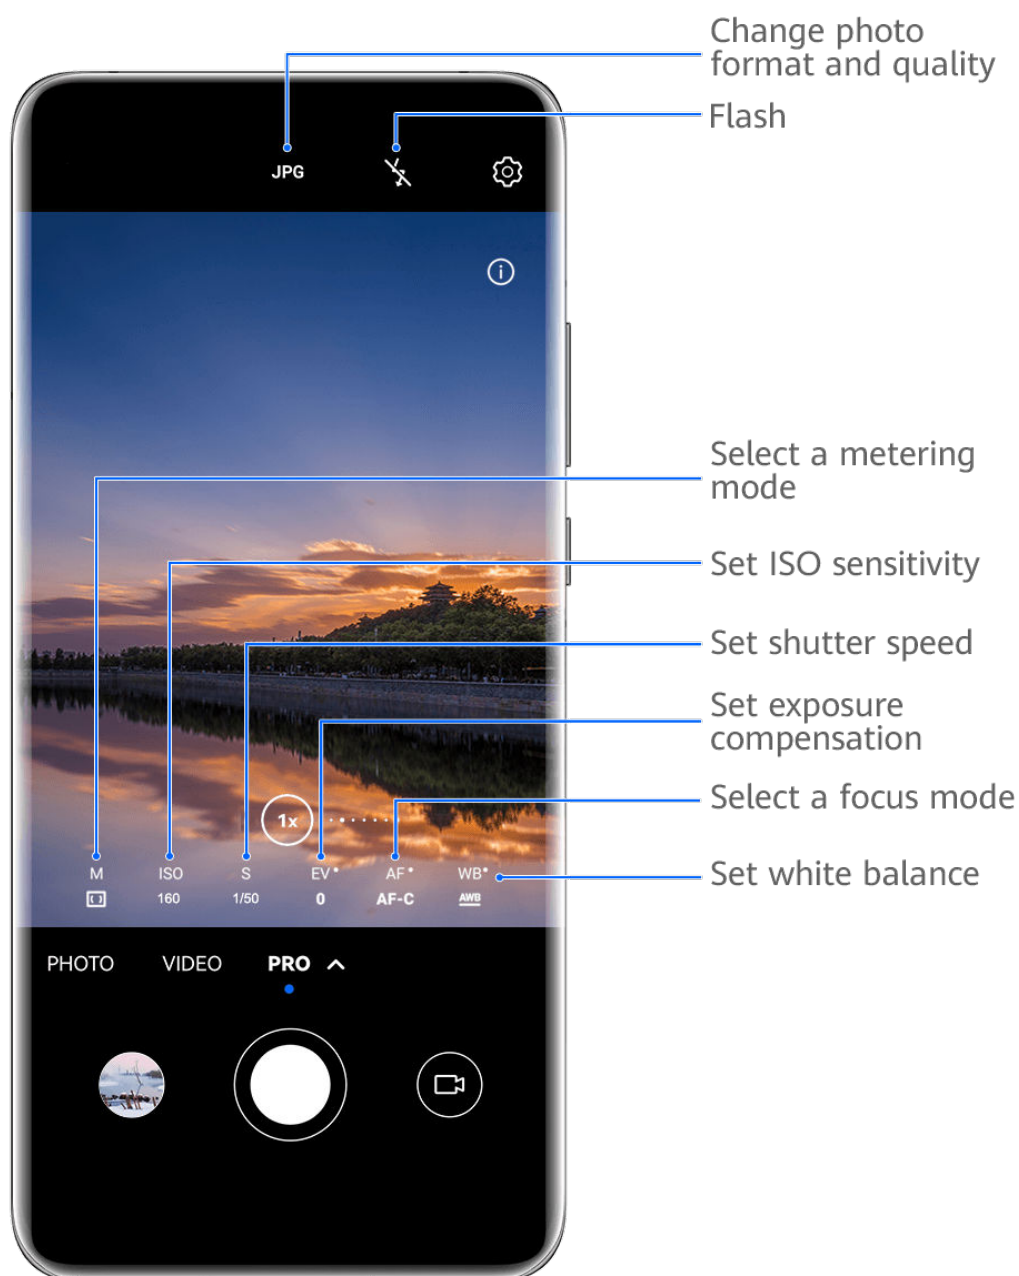 Change photo
format and quality
Flash
JPG
Select a metering
mode
Set ISO sensitivity
Set shutter speed
Set exposure
compensation
Select a focus mode
1x
M ISO S EV AF WB
Set white balance
160 1/50 0 AF-C AWB
PHOTO VIDEO PRO